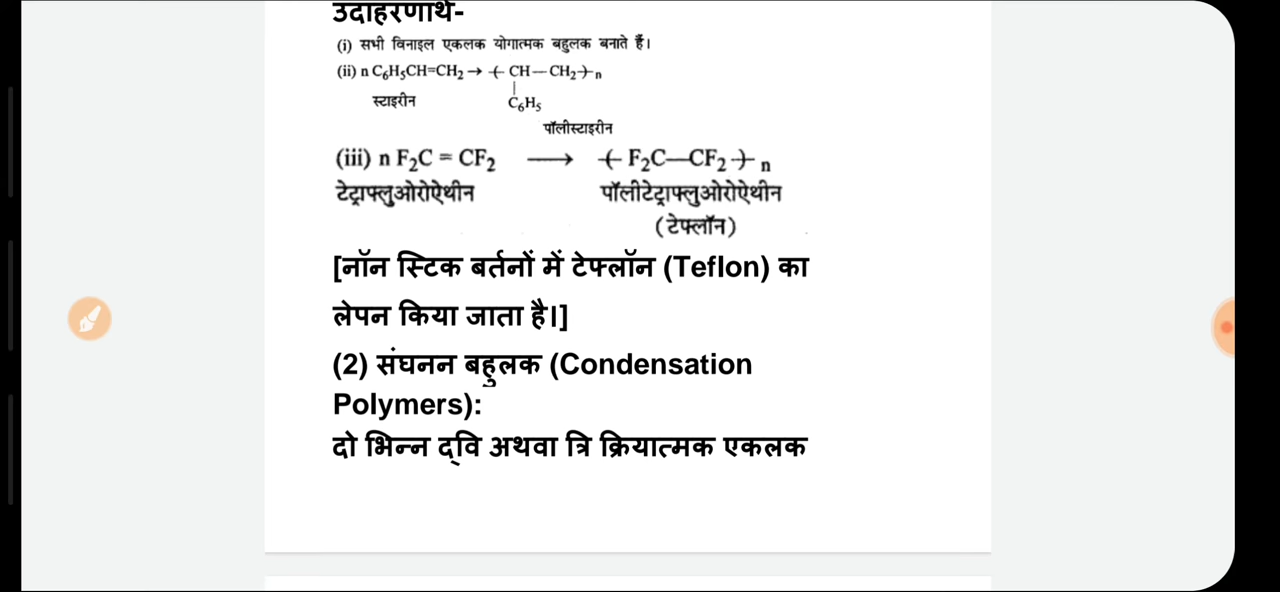 उदाहरणार्थ-
(i) सभी विनाइल एकलक योगात्मक बहुलक बनाते हैं।
(ii) n C₆H₅CH=CH₂ → ⟮ CH—CH₂ ⟯n
|
स्टाइरीन C₆H₅
पॉलीस्टाइरीन
(iii) n F₂C = CF₂ ⟶ ⟮ F₂C—CF₂ ⟯n
टेट्राफ्लुओरोऐथीन पॉलीटेट्राफ्लुओरोऐथीन
(टेफ्लॉन)
[नॉन स्टिक बर्तनों में टेफ्लॉन (Teflon) का
लेपन किया जाता है।]
(2) संघनन बहुलक (Condensation
Polymers):
दो भिन्न द्वि अथवा त्रि क्रियात्मक एकलक